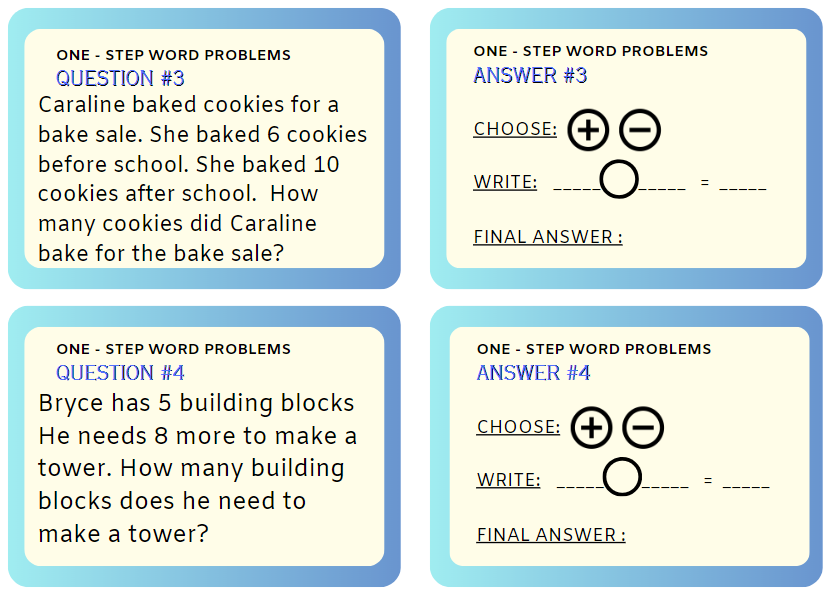 ONE - STEP WORD PROBLEMS
QUESTION #3
Caraline baked cookies for a
bake sale. She baked 6 cookies
before school. She baked 10
cookies after school.  How
many cookies did Caraline
bake for the bake sale?
ONE - STEP WORD PROBLEMS
ANSWER #3
CHOOSE: + −
WRITE: _____◯_____ = _____
FINAL ANSWER :
ONE - STEP WORD PROBLEMS
QUESTION #4
Bryce has 5 building blocks
He needs 8 more to make a
tower. How many building
blocks does he need to
make a tower?
ONE - STEP WORD PROBLEMS
ANSWER #4
CHOOSE: + −
WRITE: _____◯_____ = _____
FINAL ANSWER :